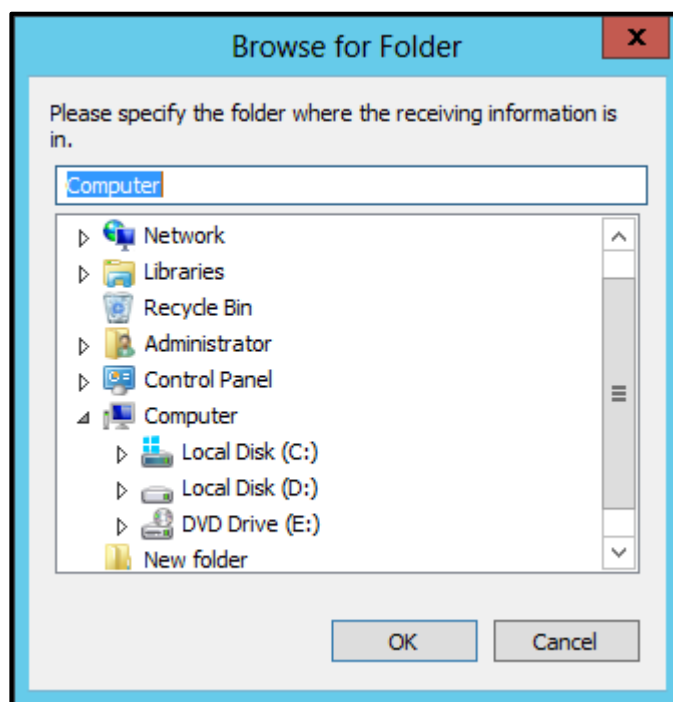 Browse for Folder
x
Please specify the folder where the receiving information is
in.
Computer
Network
Libraries
Recycle Bin
Administrator
Control Panel
Computer
Local Disk (C:)
Local Disk (D:)
DVD Drive (E:)
New folder
OK Cancel